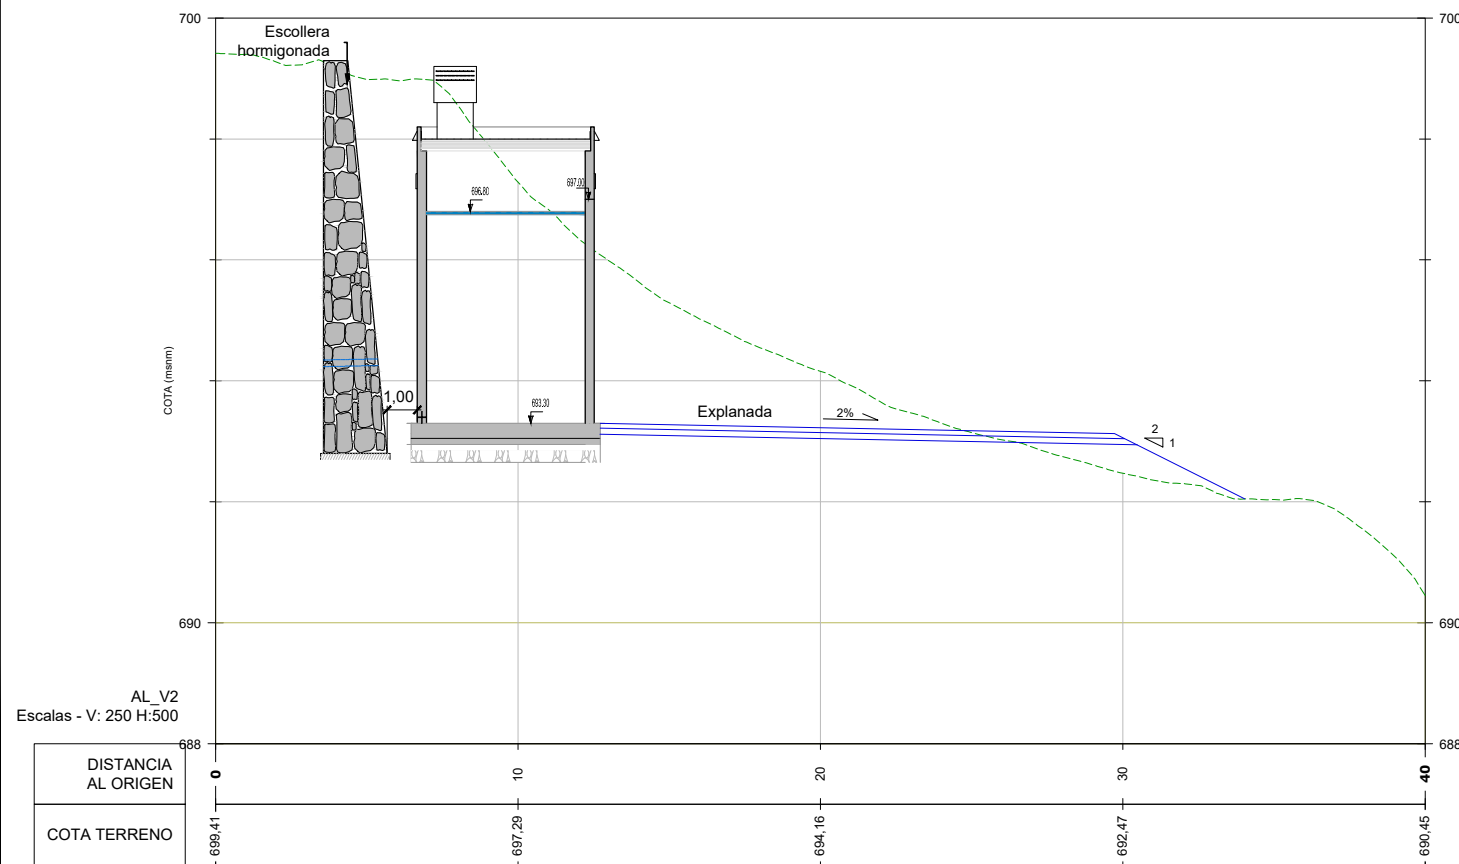 700
700
Escollera
hormigonada
697.00
696.80
COTA (msnm)
1,00
693.30
Explanada
2%
2
1
690
690
AL_V2
Escalas - V: 250 H:500
688
688
DISTANCIA
AL ORIGEN
0
10
20
30
40
COTA TERRENO
699,41
697,29
694,16
692,47
690,45